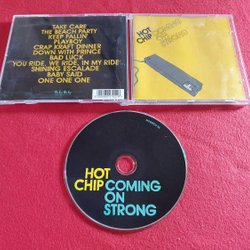 TAKE CARE
THE BEACH PARTY
KEEP FALLIN'
PLAYBOY
CRAP KRAFT DINNER
DOWN WITH PRINCE
BAD LUCK
YOU RIDE, WE RIDE, IN MY RIDE
SHINING ESCALADE
BABY SAID
ONE ONE ONE
HOT
CHIP
COMING
ON
STRONG
HOT
CHIP COMING
ON
STRONG